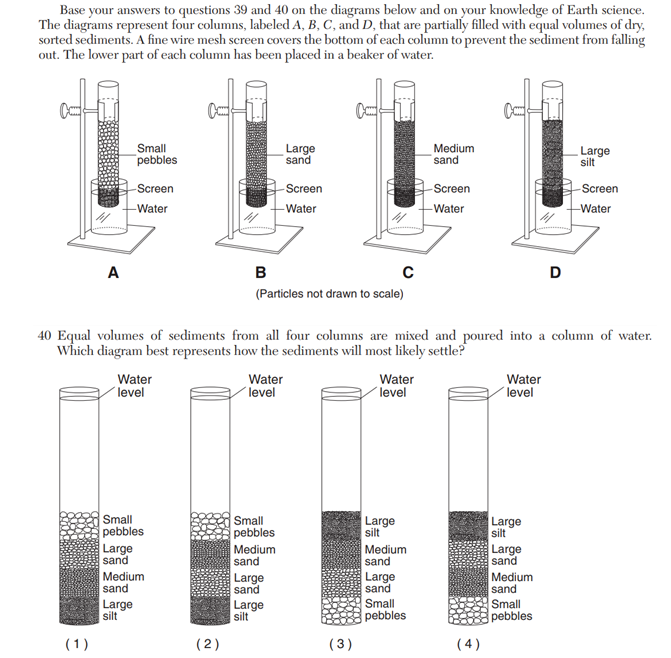 Base your answers to questions 39 and 40 on the diagrams below and on your knowledge of Earth science.
The diagrams represent four columns, labeled A, B, C, and D, that are partially filled with equal volumes of dry,
sorted sediments. A fine wire mesh screen covers the bottom of each column to prevent the sediment from falling
out. The lower part of each column has been placed in a beaker of water.
Small
pebbles
Screen
Water
A
Large
sand
Screen
Water
B
Medium
sand
Screen
Water
C
Large
silt
Screen
Water
D
(Particles not drawn to scale)
40 Equal volumes of sediments from all four columns are mixed and poured into a column of water.
Which diagram best represents how the sediments will most likely settle?
Water
level
Small
pebbles
Large
sand
Medium
sand
Large
silt
( 1 )
Water
level
Small
pebbles
Medium
sand
Large
sand
Large
silt
( 2 )
Water
level
Large
silt
Medium
sand
Large
sand
Small
pebbles
( 3 )
Water
level
Large
silt
Large
sand
Medium
sand
Small
pebbles
( 4 )